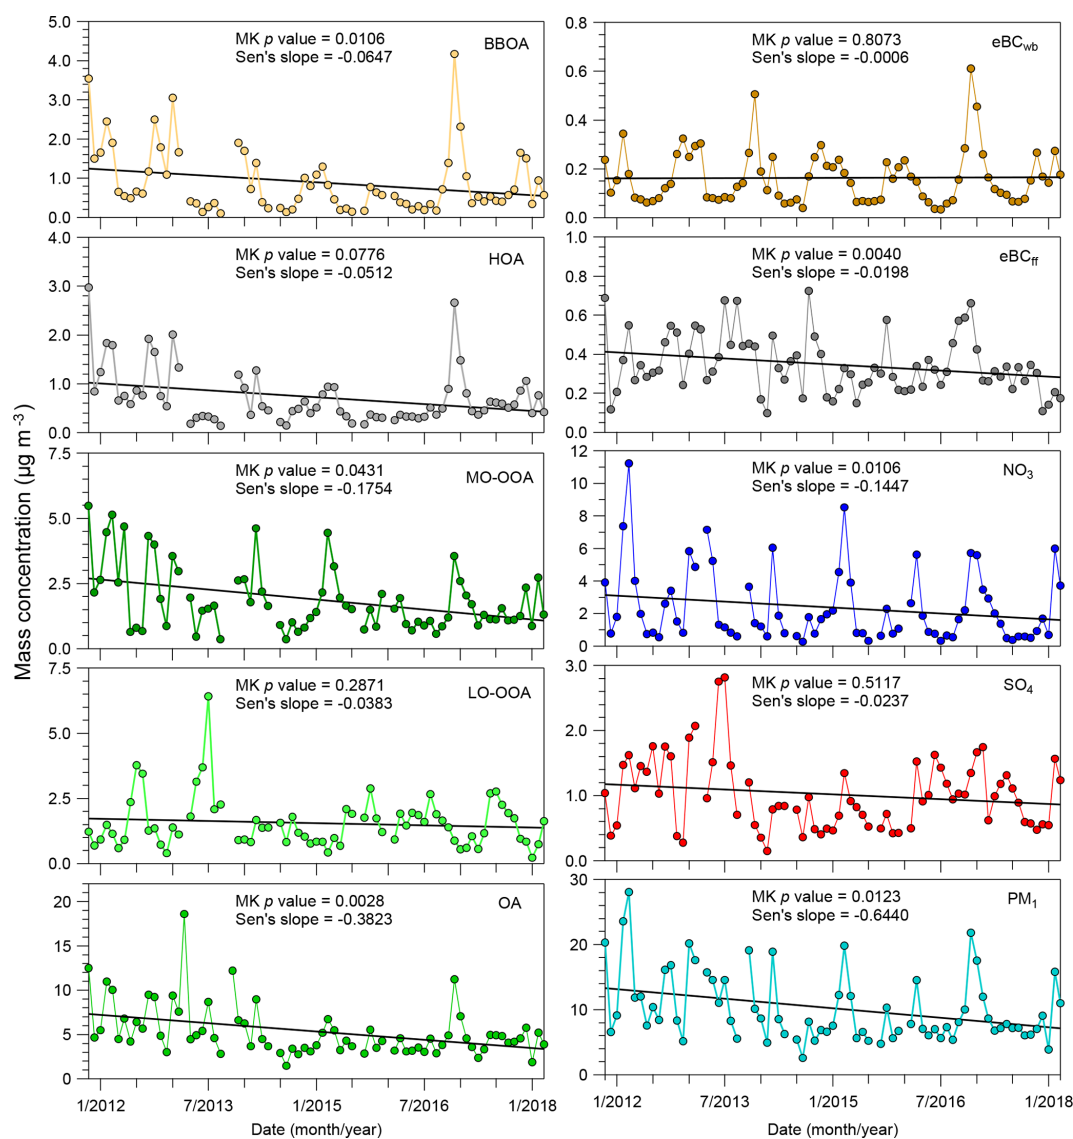 Mass concentration (µg m⁻³)
5.0
4.0
3.0
2.0
1.0
0.0
MK p value = 0.0106
Sen's slope = -0.0647
BBOA
0.8
0.6
0.4
0.2
0.0
MK p value = 0.8073
Sen's slope = -0.0006
eBCwb
4.0
3.0
2.0
1.0
0.0
MK p value = 0.0776
Sen's slope = -0.0512
HOA
1.0
0.8
0.6
0.4
0.2
0.0
MK p value = 0.0040
Sen's slope = -0.0198
eBCff
7.5
5.0
2.5
0.0
MK p value = 0.0431
Sen's slope = -0.1754
MO-OOA
12
10
8
6
4
2
0
MK p value = 0.0106
Sen's slope = -0.1447
NO3
7.5
5.0
2.5
0.0
MK p value = 0.2871
Sen's slope = -0.0383
LO-OOA
3.0
2.0
1.0
0.0
MK p value = 0.5117
Sen's slope = -0.0237
SO4
20
15
10
5
0
MK p value = 0.0028
Sen's slope = -0.3823
OA
30
20
10
0
MK p value = 0.0123
Sen's slope = -0.6440
PM1
1/2012 7/2013 1/2015 7/2016 1/2018
Date (month/year)
1/2012 7/2013 1/2015 7/2016 1/2018
Date (month/year)